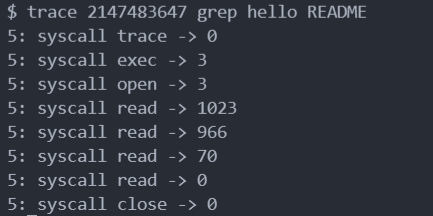 $ trace 2147483647 grep hello README
5: syscall trace -> 0
5: syscall exec -> 3
5: syscall open -> 3
5: syscall read -> 1023
5: syscall read -> 966
5: syscall read -> 70
5: syscall read -> 0
5: syscall close -> 0